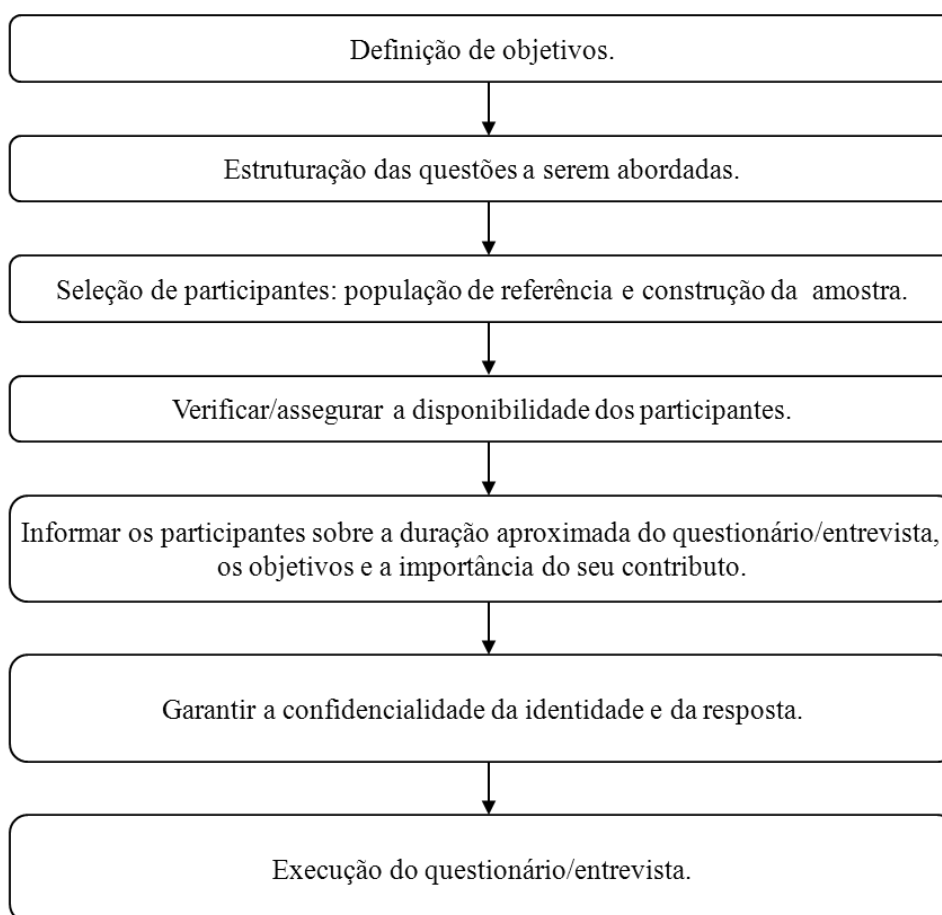 Definição de objetivos.
Estruturação das questões a serem abordadas.
Seleção de participantes: população de referência e construção da amostra.
Verificar/assegurar a disponibilidade dos participantes.
Informar os participantes sobre a duração aproximada do questionário/entrevista,
os objetivos e a importância do seu contributo.
Garantir a confidencialidade da identidade e da resposta.
Execução do questionário/entrevista.